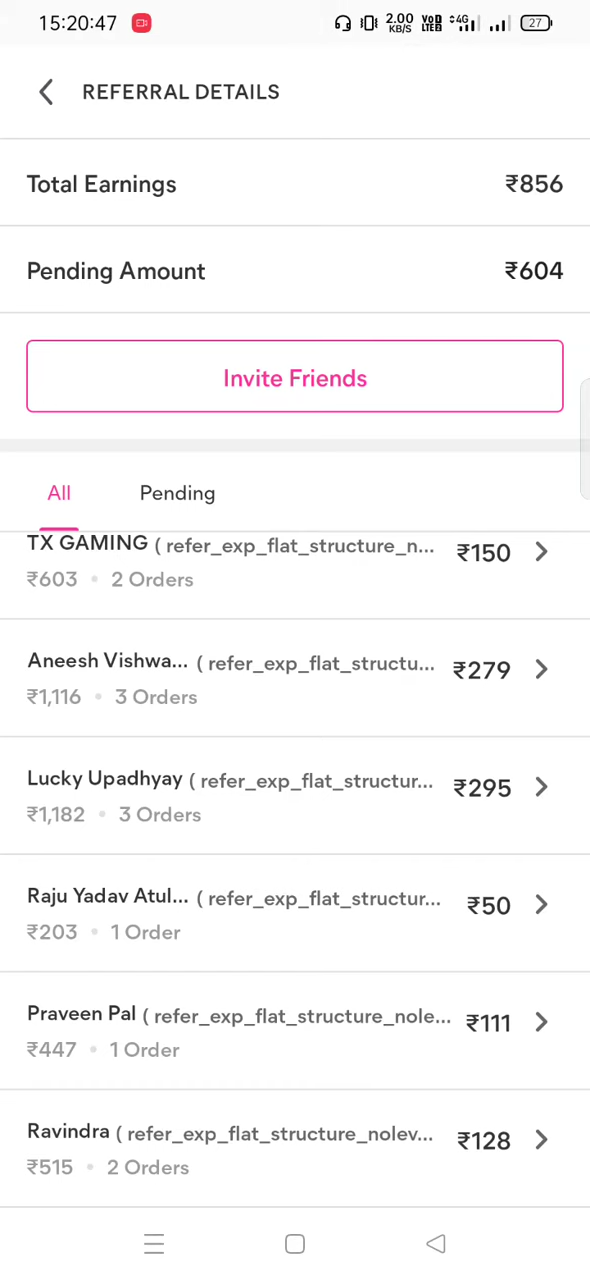 15:20:47 2.00 KB/S VoD LTE2 4G 27
REFERRAL DETAILS
Total Earnings ₹856
Pending Amount ₹604
Invite Friends
All Pending
TX GAMING ( refer_exp_flat_structure_n... ₹150
₹603 • 2 Orders
Aneesh Vishwa... ( refer_exp_flat_structu... ₹279
₹1,116 • 3 Orders
Lucky Upadhyay ( refer_exp_flat_structur... ₹295
₹1,182 • 3 Orders
Raju Yadav Atul... ( refer_exp_flat_structur... ₹50
₹203 • 1 Order
Praveen Pal ( refer_exp_flat_structure_nole... ₹111
₹447 • 1 Order
Ravindra ( refer_exp_flat_structure_nolev... ₹128
₹515 • 2 Orders